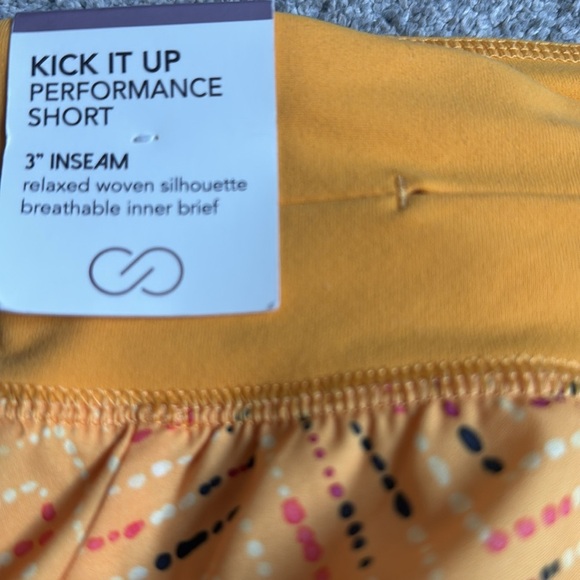 KICK IT UP
PERFORMANCE
SHORT
3" INSEAM
relaxed woven silhouette
breathable inner brief